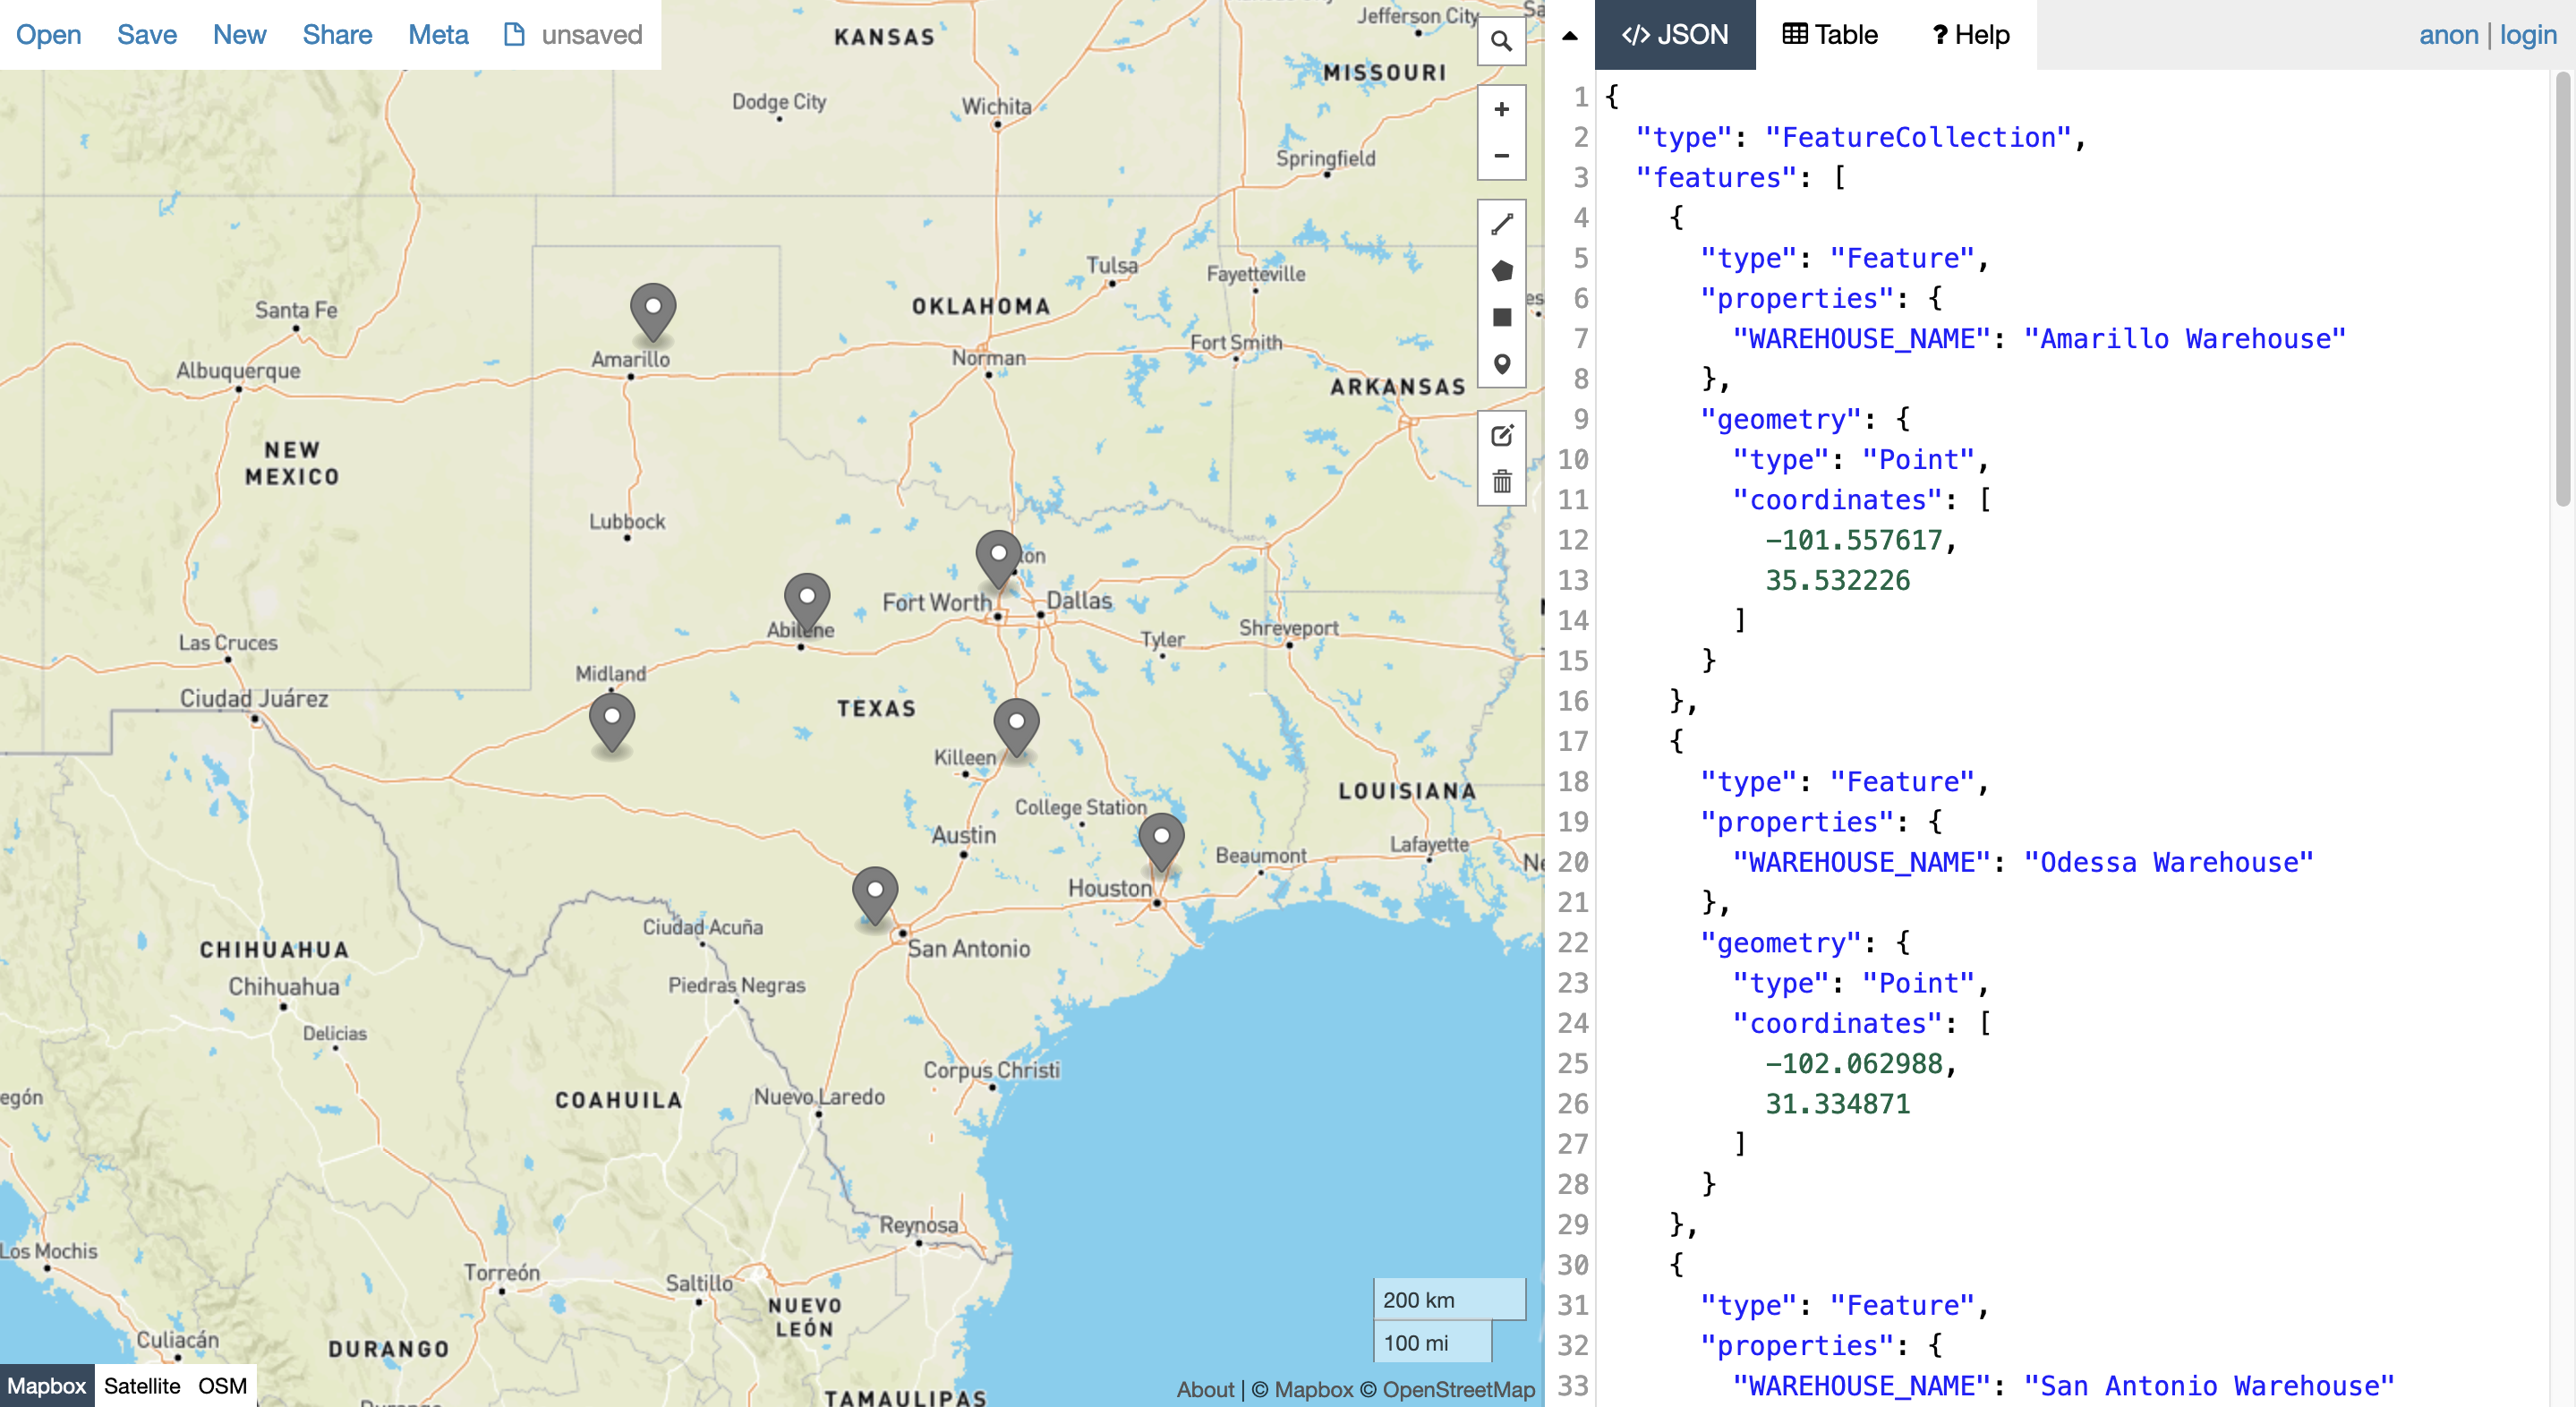 Open Save New Share Meta unsaved
KANSAS
Jefferson City
MISSOURI
Dodge City
Wichita
Springfield
Tulsa
Fayetteville
Santa Fe
OKLAHOMA
Amarillo
Norman
Fort Smith
Albuquerque
ARKANSAS
NEW
MEXICO
Lubbock
Fort Worth
Dallas
Abilene
Las Cruces
Tyler
Shreveport
Midland
Ciudad Juárez
TEXAS
Killeen
LOUISIANA
College Station
Austin
Beaumont
Lafayette
Houston
Ciudad Acuña
San Antonio
CHIHUAHUA
Chihuahua
Piedras Negras
Delicias
Corpus Christi
COAHUILA
Nuevo Laredo
Reynosa
Los Mochis
Torreón
Saltillo
NUEVO
LEÓN
Culiacán
DURANGO
TAMAULIPAS
200 km
100 mi
Mapbox Satellite OSM
About | © Mapbox © OpenStreetMap
</> JSON Table ? Help anon | login
1 {
2 "type": "FeatureCollection",
3 "features": [
4 {
5 "type": "Feature",
6 "properties": {
7 "WAREHOUSE_NAME": "Amarillo Warehouse"
8 },
9 "geometry": {
10 "type": "Point",
11 "coordinates": [
12 -101.557617,
13 35.532226
14 ]
15 }
16 },
17 {
18 "type": "Feature",
19 "properties": {
20 "WAREHOUSE_NAME": "Odessa Warehouse"
21 },
22 "geometry": {
23 "type": "Point",
24 "coordinates": [
25 -102.062988,
26 31.334871
27 ]
28 }
29 },
30 {
31 "type": "Feature",
32 "properties": {
33 "WAREHOUSE_NAME": "San Antonio Warehouse"